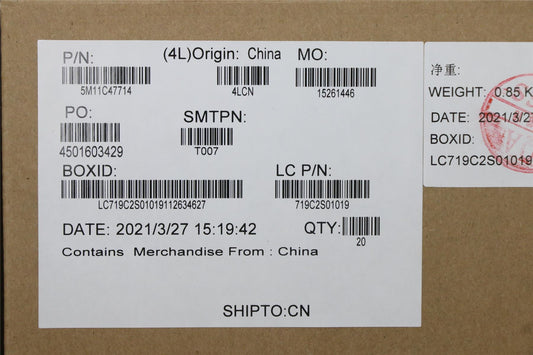 P/N: (4L)Origin: China MO:
5M11C47714 4LCN 15261446
PO: SMTPN:
4501603429 T007
BOXID: LC P/N:
LC719C2S01019112634627 719C2S01019
DATE: 2021/3/27 15:19:42 QTY:
20
Contains Merchandise From : China
SHIPTO:CN
净重:
WEIGHT: 0.85 K
DATE: 2021/3/27
BOXID:
LC719C2S01019